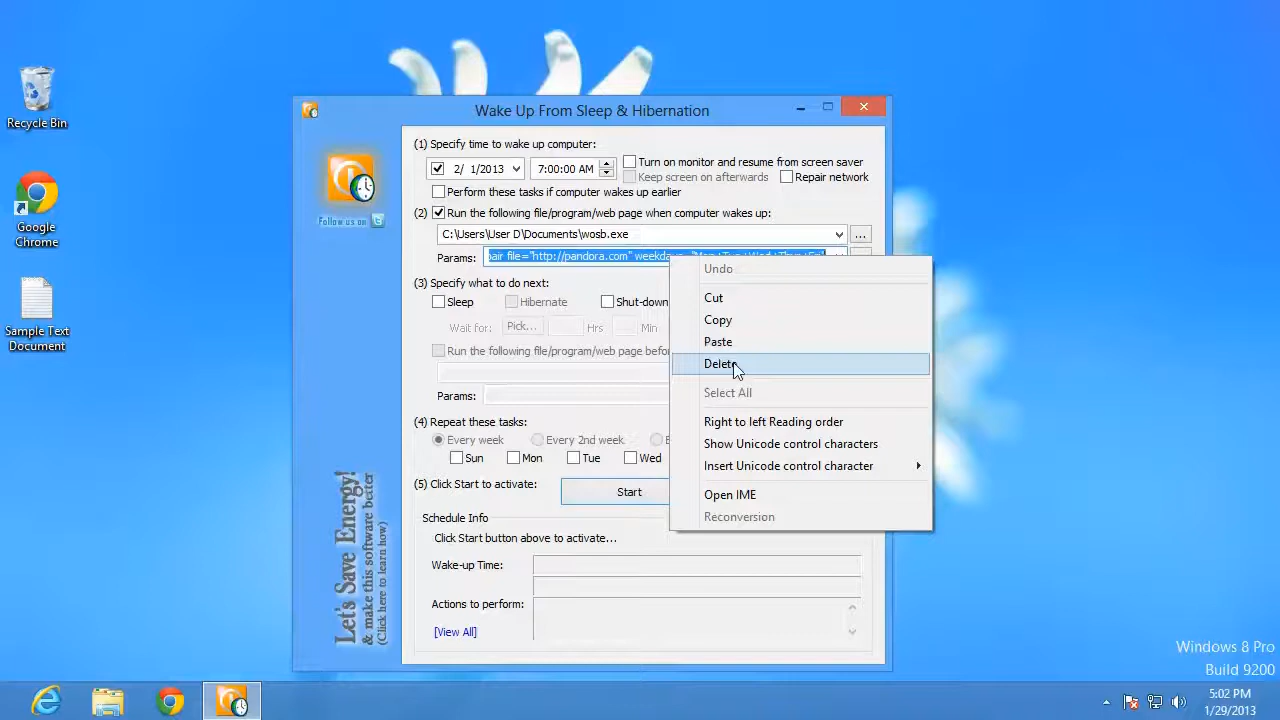 Recycle Bin
Google
Chrome
Sample Text
Document
Wake Up From Sleep & Hibernation
Follow us on
Let's Save Energy!
& make this software better
(Click here to learn how)
(1) Specify time to wake up computer:
2/ 1/2013
7:00:00 AM
Turn on monitor and resume from screen saver
Keep screen on afterwards
Repair network
Perform these tasks if computer wakes up earlier
(2) Run the following file/program/web page when computer wakes up:
C:\Users\User D\Documents\wosb.exe
...
Params:
pair file="http://pandora.com" weekdays="Mon+Tue+Wed+Thu+Fri"
(3) Specify what to do next:
Sleep
Hibernate
Shut-down
Wait for:
Pick...
Hrs
Min
Run the following file/program/web page befo
Params:
(4) Repeat these tasks:
Every week
Every 2nd week
E
Sun
Mon
Tue
Wed
(5) Click Start to activate:
Start
Schedule Info
Click Start button above to activate...
Wake-up Time:
Actions to perform:
[View All]
Undo
Cut
Copy
Paste
Delete
Select All
Right to left Reading order
Show Unicode control characters
Insert Unicode control character
Open IME
Reconversion
Windows 8 Pro
Build 9200
5:02 PM
1/29/2013